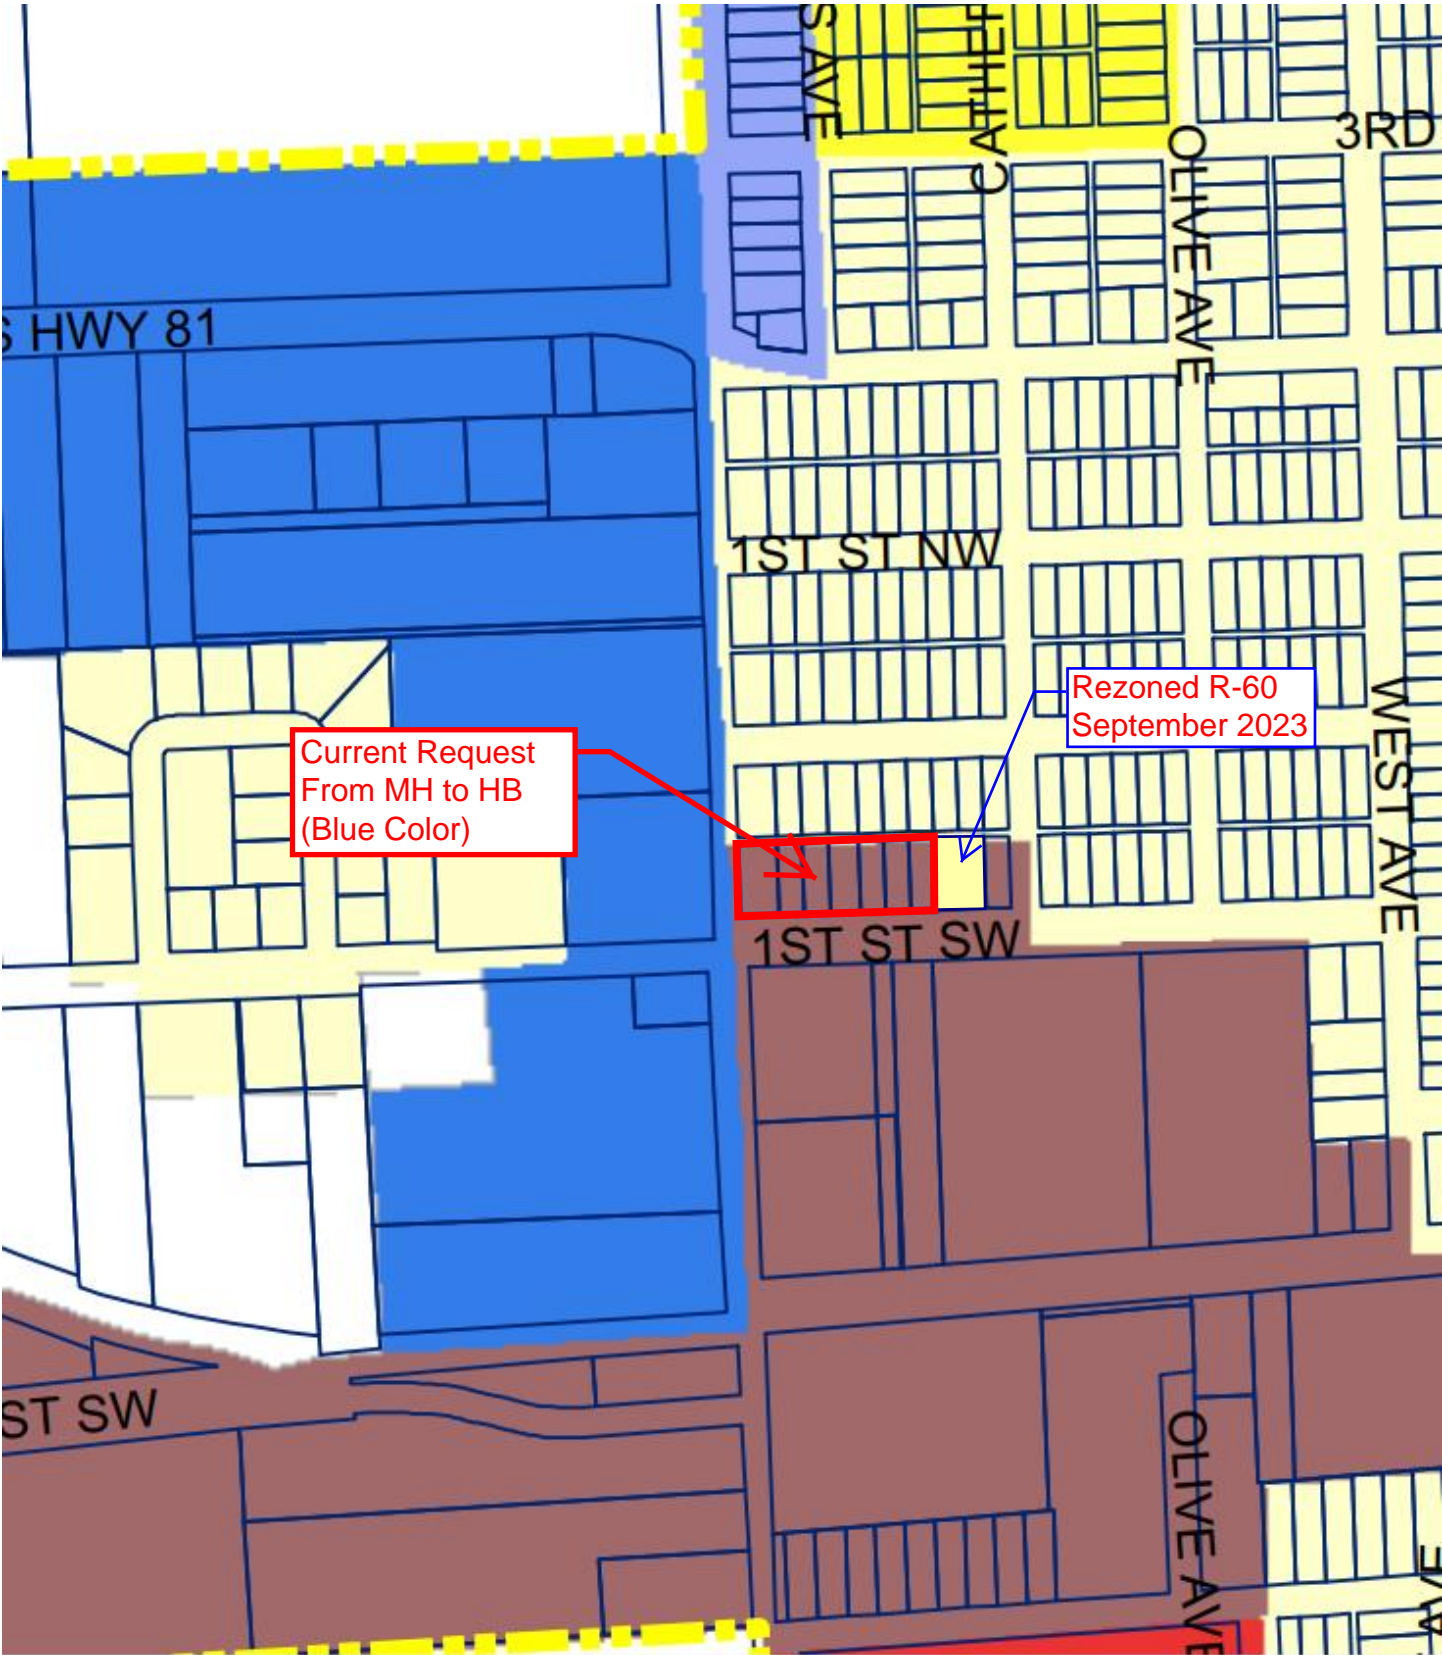 S AVE
CATHER
3RD
OLIVE AVE
S HWY 81
1ST ST NW
Rezoned R-60
September 2023
WEST AVE
Current Request
From MH to HB
(Blue Color)
1ST ST SW
ST SW
OLIVE AVE
AVE